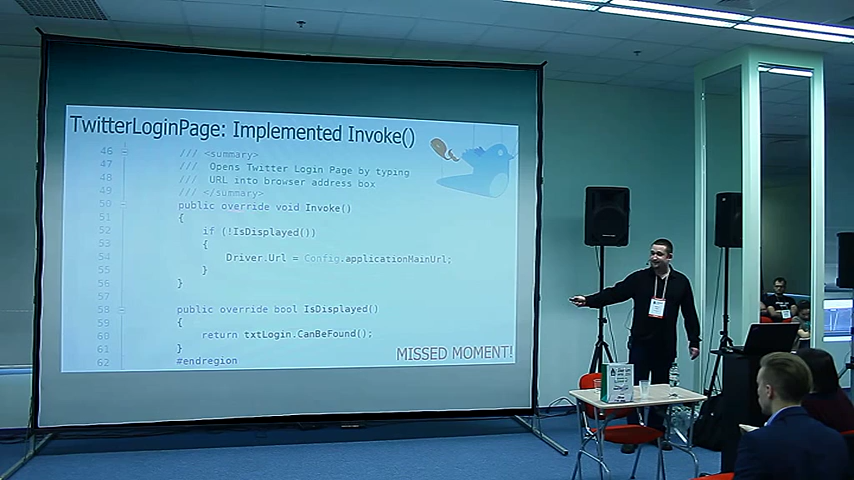 TwitterLoginPage: Implemented Invoke()
46 /// <summary>
47 /// Opens Twitter Login Page by typing
48 /// URL into browser address box
49 /// </summary>
50 public override void Invoke()
51 {
52 if (!IsDisplayed())
53 {
54 Driver.Url = Config.applicationMainUrl;
55 }
56 }
57
58 public override bool IsDisplayed()
59 {
60 return txtLogin.CanBeFound();
61 }
62 #endregion
MISSED MOMENT!